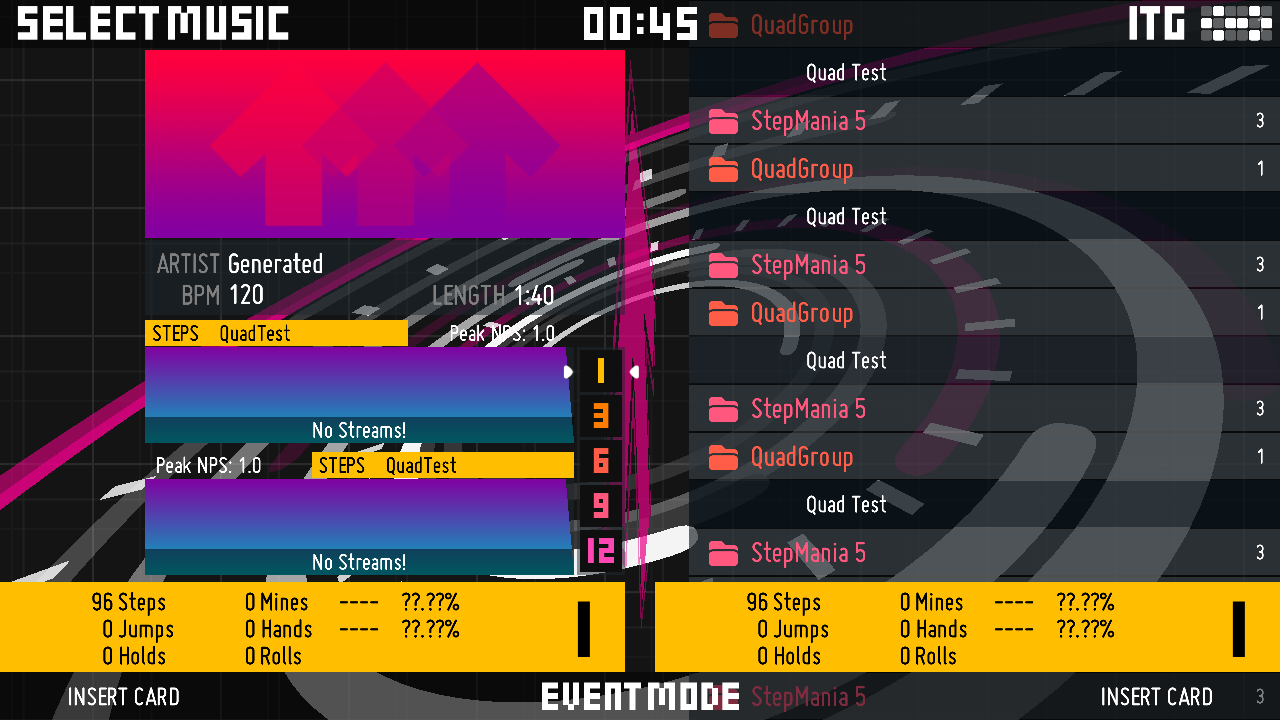 SELECT MUSIC
00:45
ITG
QuadGroup
Quad Test
StepMania 5 3
QuadGroup 1
Quad Test
StepMania 5 3
QuadGroup 1
Quad Test
StepMania 5 3
QuadGroup 1
Quad Test
StepMania 5 3
StepMania 5 3
ARTIST Generated
BPM 120 LENGTH 1:40
STEPS QuadTest Peak NPS: 1.0
No Streams!
Peak NPS: 1.0 STEPS QuadTest
No Streams!
1
3
6
9
12
96 Steps 0 Mines ---- ??.??%
0 Jumps 0 Hands ---- ??.??%
0 Holds 0 Rolls
1
96 Steps 0 Mines ---- ??.??%
0 Jumps 0 Hands ---- ??.??%
0 Holds 0 Rolls
1
INSERT CARD
EVENT MODE
INSERT CARD